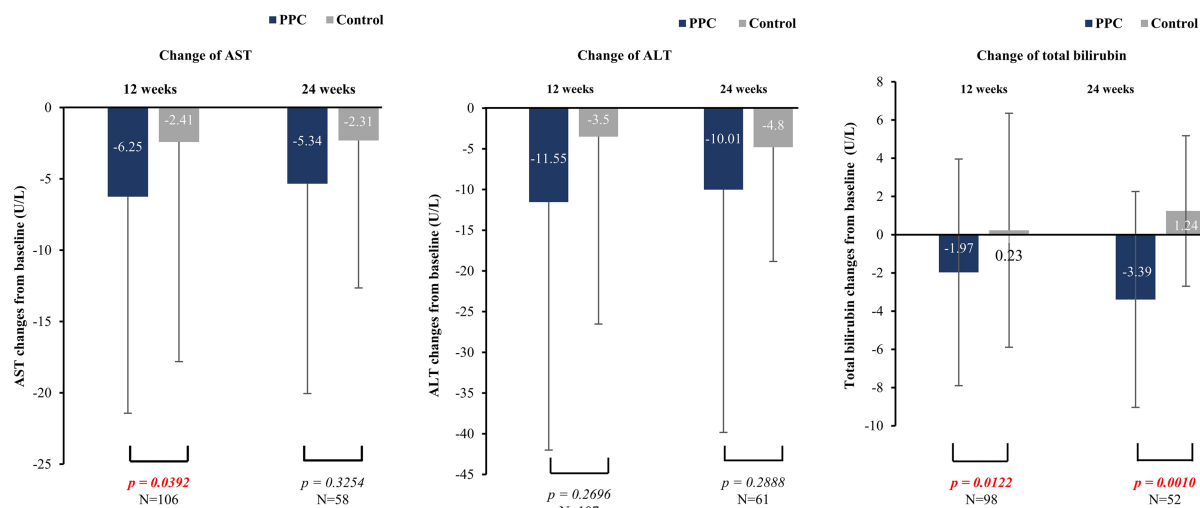 PPC Control
Change of AST
12 weeks 24 weeks
AST changes from baseline (U/L)
0
-5
-10
-15
-20
-25
-6.25
-2.41
-5.34
-2.31
p = 0.0392
N=106
p = 0.3254
N=58
PPC Control
Change of ALT
12 weeks 24 weeks
ALT changes from baseline (U/L)
0
-5
-10
-15
-20
-25
-30
-35
-40
-45
-11.55
-3.5
-10.01
-4.8
p = 0.2696
p = 0.2888
N=61
PPC Control
Change of total bilirubin
12 weeks 24 weeks
Total bilirubin changes from baseline (U/L)
8
6
4
2
0
-2
-4
-6
-8
-10
-1.97
0.23
-3.39
1.24
p = 0.0122
N=98
p = 0.0010
N=52